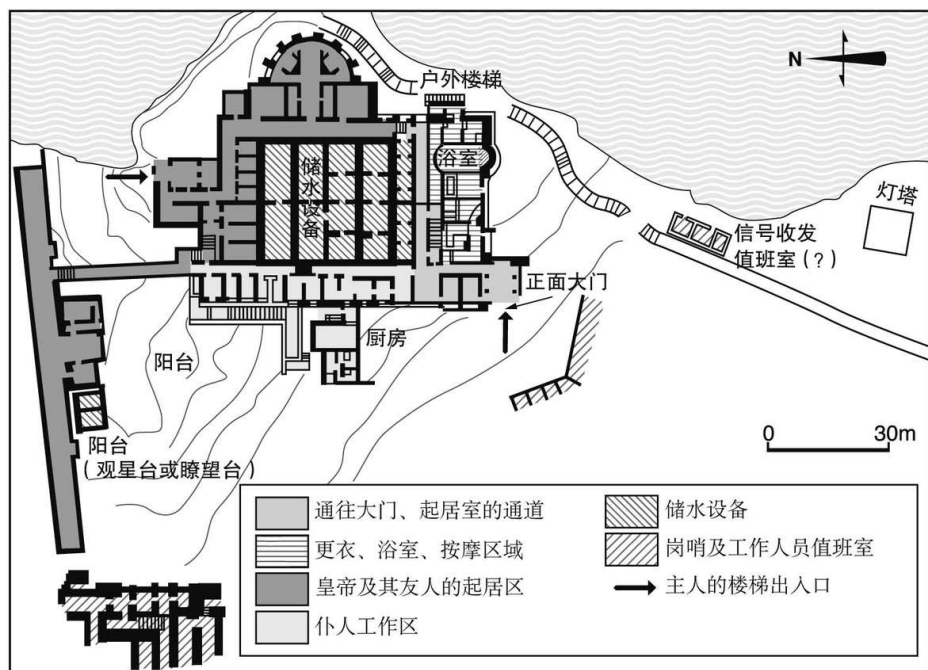 N
户外楼梯
浴室
储水设备
灯塔
信号收发
值班室(?)
正面大门
厨房
阳台
阳台
(观星台或瞭望台)
0 30m
通往大门、起居室的通道
更衣、浴室、按摩区域
皇帝及其友人的起居区
仆人工作区
储水设备
岗哨及工作人员值班室
主人的楼梯出入口